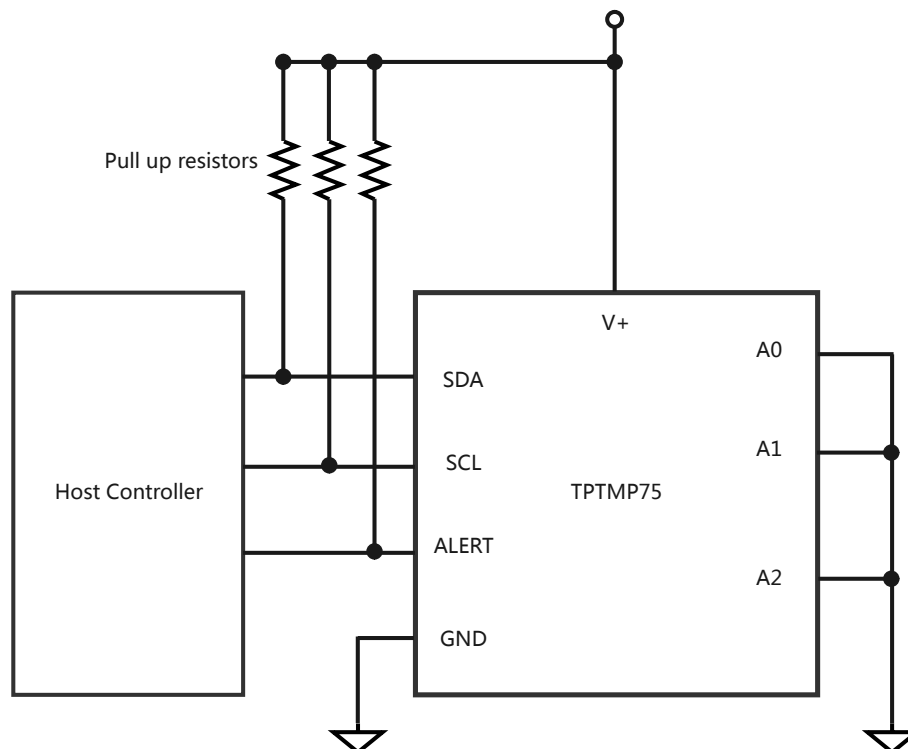 Pull up resistors
V+
A0
SDA
A1
SCL
Host Controller
TPTMP75
ALERT
A2
GND